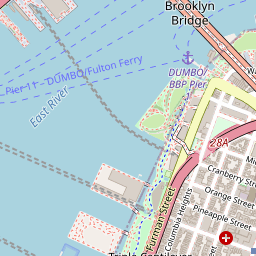 Brooklyn
Bridge
DUMBO/
BBP Pier
Pier 11 - DUMBO/Fulton Ferry
East River
28A
Cranberry Street
Orange Street
Pineapple Street
Furman Street
Columbia Heights